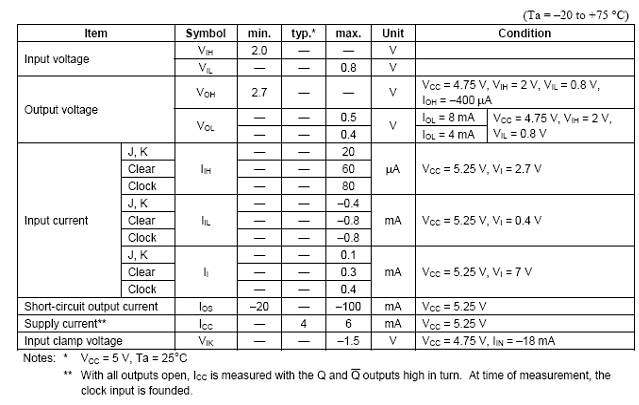 (Ta = –20 to +75 °C)
Item Symbol min. typ.* max. Unit Condition
Input voltage VIH 2.0 — — V
VIL — — 0.8 V
Output voltage VOH 2.7 — — V VCC = 4.75 V, VIH = 2 V, VIL = 0.8 V,
IOH = –400 μA
VOL — — 0.5 V IOL = 8 mA VCC = 4.75 V, VIH = 2 V,
— — 0.4 IOL = 4 mA VIL = 0.8 V
Input current J, K IIH — — 20 μA VCC = 5.25 V, VI = 2.7 V
Clear — — 60
Clock — — 80
J, K IIL — — –0.4 mA VCC = 5.25 V, VI = 0.4 V
Clear — — –0.8
Clock — — –0.8
J, K II — — 0.1 mA VCC = 5.25 V, VI = 7 V
Clear — — 0.3
Clock — — 0.4
Short-circuit output current IOS –20 — –100 mA VCC = 5.25 V
Supply current** ICC — 4 6 mA VCC = 5.25 V
Input clamp voltage VIK — — –1.5 V VCC = 4.75 V, IIN = –18 mA
Notes: * VCC = 5 V, Ta = 25°C
** With all outputs open, ICC is measured with the Q and Q̅ outputs high in turn. At time of measurement, the
clock input is founded.